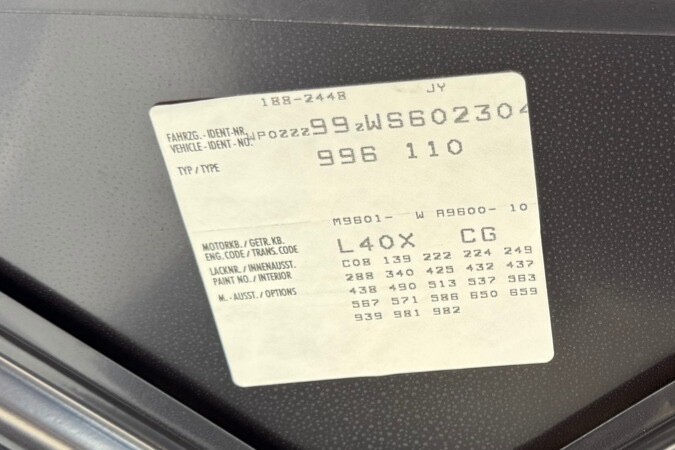 188-2448 JY
FAHRZG.-IDENT-NR. WP0ZZZ99ZWS602304
VEHICLE-IDENT-NO.
TYP / TYPE 996 110
M9601- W A9600- 10
MOTORKB. / GETR. KB. L40X CG
ENG. CODE / TRANS. CODE
LACKNR. / INNENAUSST. C08 139 222 224 249
PAINT NO. / INTERIOR 288 340 425 432 437
M.-AUSST. / OPTIONS 438 490 513 537 563
567 571 586 650 659
939 981 982